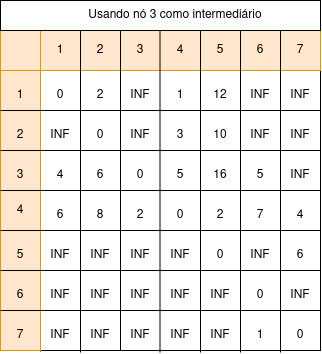 Usando nó 3 como intermediário
1 2 3 4 5 6 7
1 0 2 INF 1 12 INF INF
2 INF 0 INF 3 10 INF INF
3 4 6 0 5 16 5 INF
4 6 8 2 0 2 7 4
5 INF INF INF INF 0 INF 6
6 INF INF INF INF INF 0 INF
7 INF INF INF INF INF 1 0